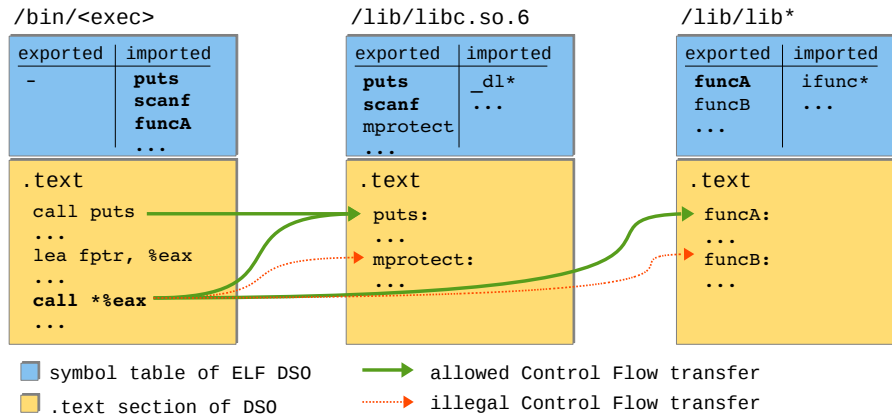 /bin/<exec>
exported imported
-
puts
scanf
funcA
...
.text
call puts
...
lea fptr, %eax
...
call *%eax
...
/lib/libc.so.6
exported imported
puts _dl*
scanf ...
mprotect
...
.text
puts:
...
mprotect:
...
/lib/lib*
exported imported
funcA ifunc*
funcB ...
...
.text
funcA:
...
funcB:
...
symbol table of ELF DSO
.text section of DSO
allowed Control Flow transfer
illegal Control Flow transfer